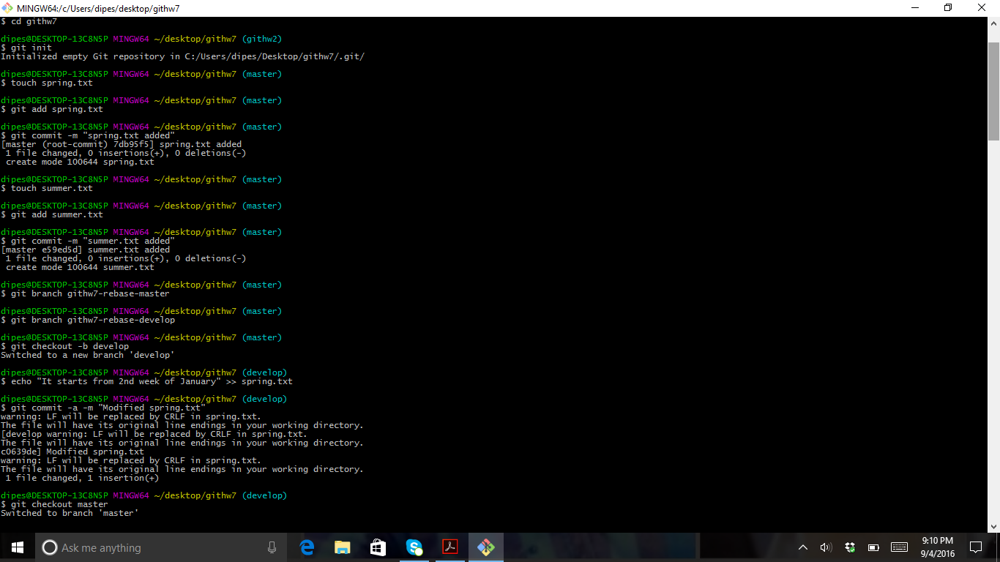 MINGW64:/c/Users/dipes/desktop/githw7
$ cd githw7
dipes@DESKTOP-13C8N5P MINGW64 ~/desktop/githw7 (githw2)
$ git init
Initialized empty Git repository in C:/Users/dipes/Desktop/githw7/.git/
dipes@DESKTOP-13C8N5P MINGW64 ~/desktop/githw7 (master)
$ touch spring.txt
dipes@DESKTOP-13C8N5P MINGW64 ~/desktop/githw7 (master)
$ git add spring.txt
dipes@DESKTOP-13C8N5P MINGW64 ~/desktop/githw7 (master)
$ git commit -m "spring.txt added"
[master (root-commit) 7db95f5] spring.txt added
 1 file changed, 0 insertions(+), 0 deletions(-)
 create mode 100644 spring.txt
dipes@DESKTOP-13C8N5P MINGW64 ~/desktop/githw7 (master)
$ touch summer.txt
dipes@DESKTOP-13C8N5P MINGW64 ~/desktop/githw7 (master)
$ git add summer.txt
dipes@DESKTOP-13C8N5P MINGW64 ~/desktop/githw7 (master)
$ git commit -m "summer.txt added"
[master e59ed5d] summer.txt added
 1 file changed, 0 insertions(+), 0 deletions(-)
 create mode 100644 summer.txt
dipes@DESKTOP-13C8N5P MINGW64 ~/desktop/githw7 (master)
$ git branch githw7-rebase-master
dipes@DESKTOP-13C8N5P MINGW64 ~/desktop/githw7 (master)
$ git branch githw7-rebase-develop
dipes@DESKTOP-13C8N5P MINGW64 ~/desktop/githw7 (master)
$ git checkout -b develop
Switched to a new branch 'develop'
dipes@DESKTOP-13C8N5P MINGW64 ~/desktop/githw7 (develop)
$ echo "It starts from 2nd week of January" >> spring.txt
dipes@DESKTOP-13C8N5P MINGW64 ~/desktop/githw7 (develop)
$ git commit -a -m "Modified spring.txt"
warning: LF will be replaced by CRLF in spring.txt.
The file will have its original line endings in your working directory.
[develop warning: LF will be replaced by CRLF in spring.txt.
The file will have its original line endings in your working directory.
c0639de] Modified spring.txt
warning: LF will be replaced by CRLF in spring.txt.
The file will have its original line endings in your working directory.
 1 file changed, 1 insertion(+)
dipes@DESKTOP-13C8N5P MINGW64 ~/desktop/githw7 (develop)
$ git checkout master
Switched to branch 'master'
Ask me anything
9:10 PM
9/4/2016